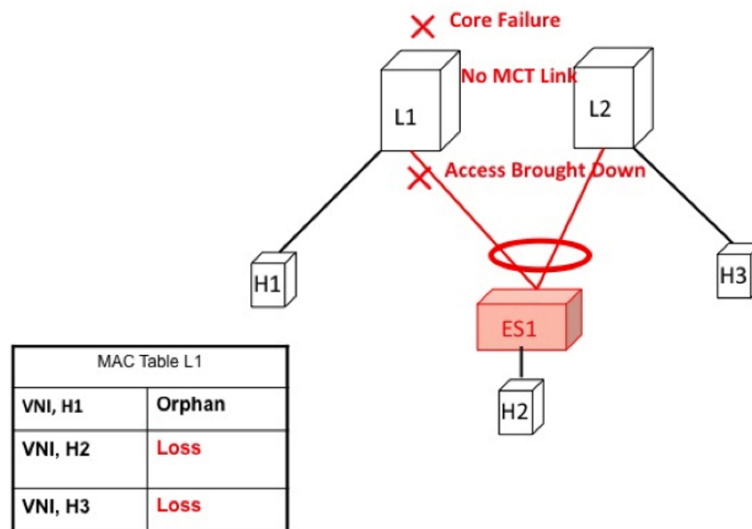 Core Failure
No MCT Link
L1
L2
Access Brought Down
H1
H3
ES1
H2
MAC Table L1
VNI, H1 Orphan
VNI, H2 Loss
VNI, H3 Loss